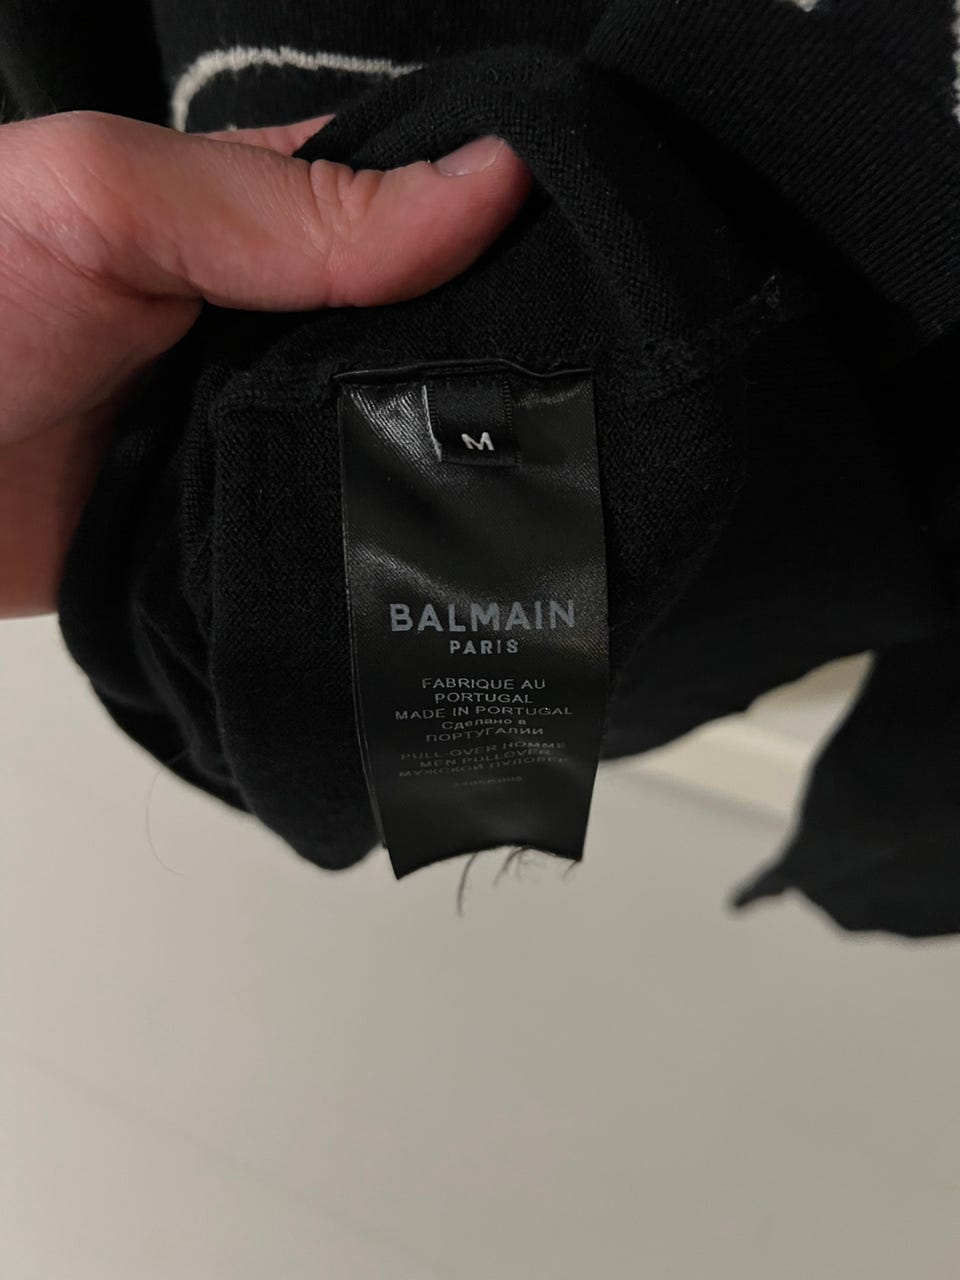 M
BALMAIN
PARIS
FABRIQUE AU
PORTUGAL
MADE IN PORTUGAL
Сделано в
ПОРТУГАЛИИ
PULL-OVER HOMME
MEN PULLOVER
МУЖСКОЙ ПУЛОВЕР